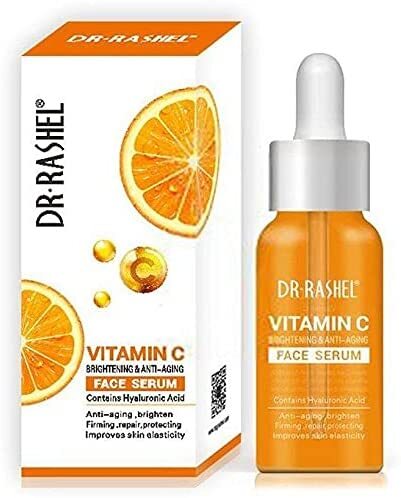 DR·RASHEL
DR·RASHEL®
C
VITAMIN C
BRIGHTENING & ANTI-AGING
FACE SERUM
Contains Hyaluronic Acid
Anti-aging ,brighten
Firming ,repair,protecting
Improves skin elasticity
DR·RASHEL®
VITAMIN C
BRIGHTENING & ANTI-AGING
FACE SERUM
Contains Hyaluronic Acid
Anti-aging ,brighten
Firming ,repair,protecting
Improves skin elasticity